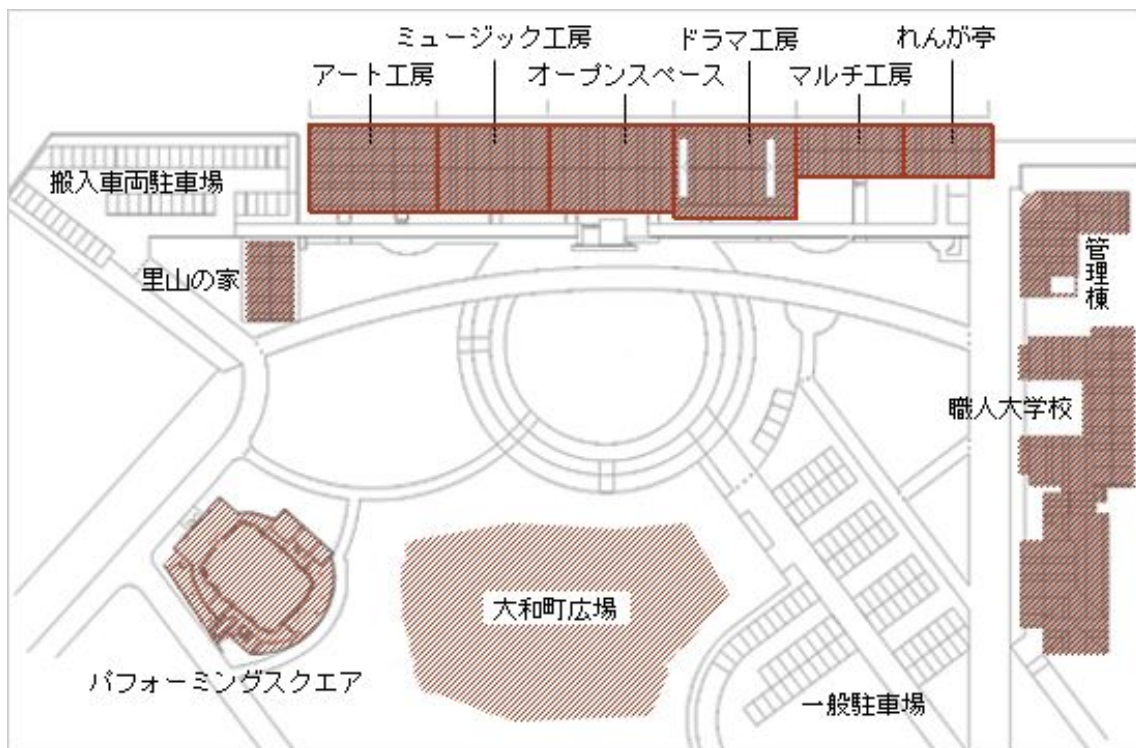 ミュージック工房
ドラマ工房
れんが亭
アート工房
オープンスペース
マルチ工房
搬入車両駐車場
里山の家
管理棟
職人大学校
大和町広場
パフォーミングスクエア
一般駐車場